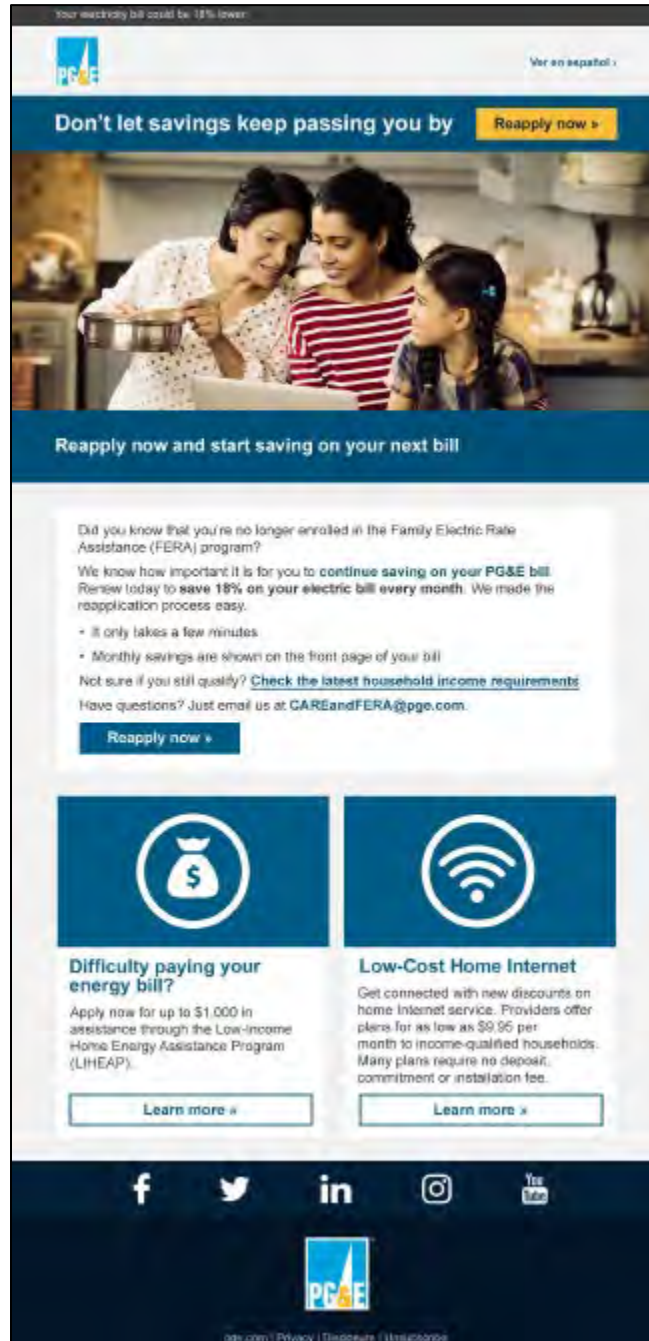 Your electricity bill could be 18% lower.
PG&E
Ver en español ›
Don't let savings keep passing you by
Reapply now »
Reapply now and start saving on your next bill
Did you know that you're no longer enrolled in the Family Electric Rate
Assistance (FERA) program?
We know how important it is for you to continue saving on your PG&E bill.
Renew today to save 18% on your electric bill every month. We made the
reapplication process easy.
• It only takes a few minutes
• Monthly savings are shown on the front page of your bill
Not sure if you still qualify? Check the latest household income requirements.
Have questions? Just email us at CAREandFERA@pge.com.
Reapply now »
$
Difficulty paying your
energy bill?
Apply now for up to $1,000 in
assistance through the Low-Income
Home Energy Assistance Program
(LIHEAP).
Learn more »
Low-Cost Home Internet
Get connected with new discounts on
home Internet service. Providers offer
plans for as low as $9.95 per
month to income-qualified households.
Many plans require no deposit,
commitment or installation fee.
Learn more »
f in You Tube
PG&E
pge.com | Privacy | Disclosure | Unsubscribe